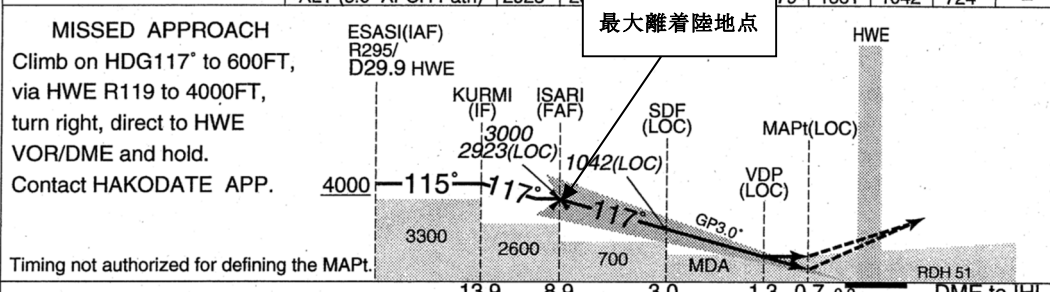 最大離着陸地点
MISSED APPROACH
Climb on HDG117° to 600FT,
via HWE R119 to 4000FT,
turn right, direct to HWE
VOR/DME and hold.
Contact HAKODATE APP.
Timing not authorized for defining the MAPt.
ESASI(IAF)
R295/
D29.9 HWE
KURMI
(IF)
ISARI
(FAF)
SDF
(LOC)
MAPt(LOC)
VDP
(LOC)
HWE
3000
2923(LOC)
1042(LOC)
4000
115°
117°
117°
GP3.0°
3300
2600
700
MDA
RDH 51
13.9
8.9
3.0
1.3
0.7